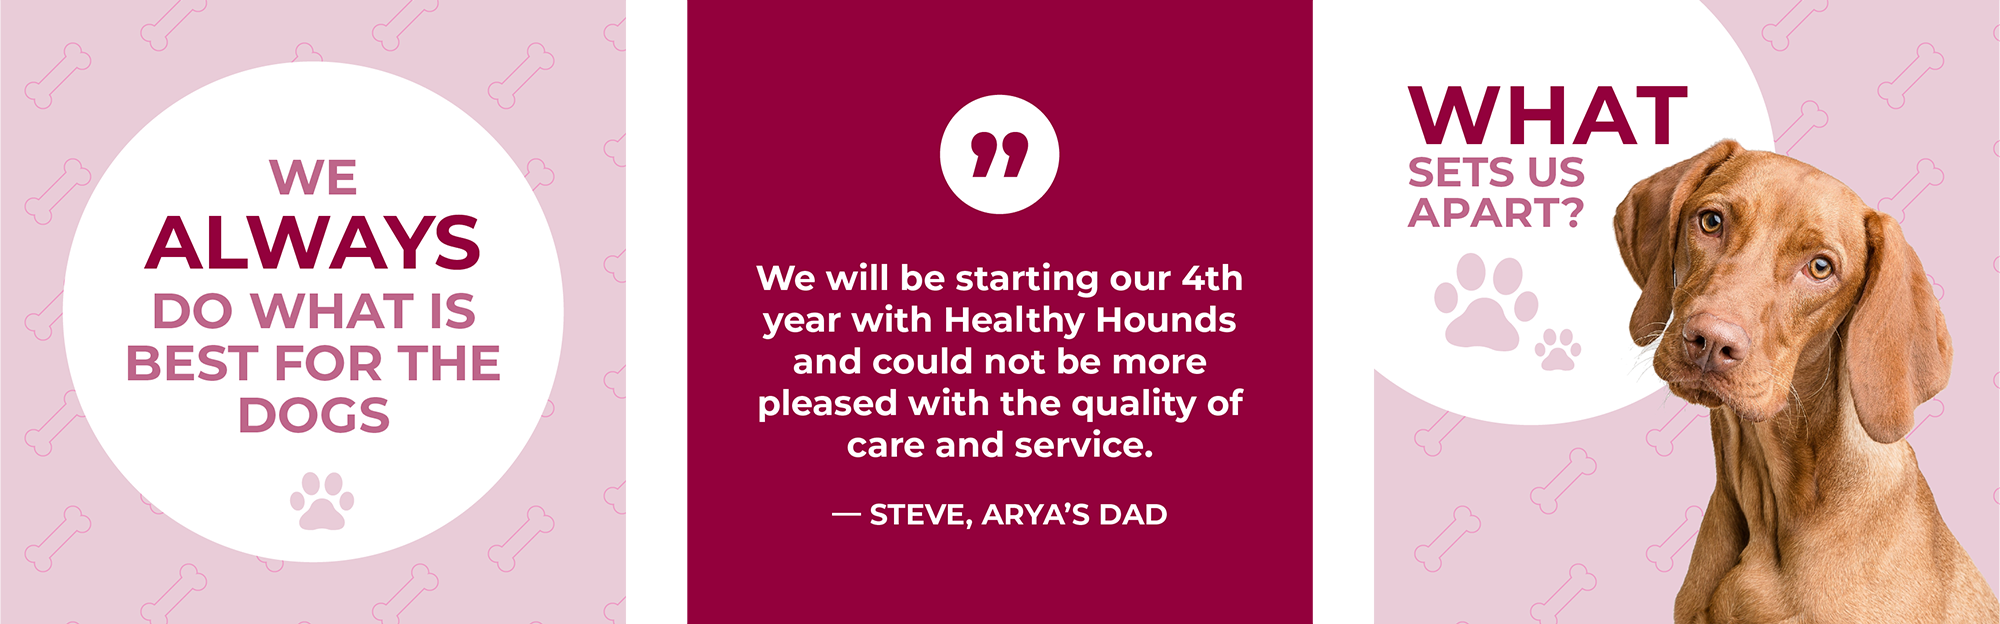 WE
ALWAYS
DO WHAT IS
BEST FOR THE
DOGS
”
We will be starting our 4th
year with Healthy Hounds
and could not be more
pleased with the quality of
care and service.
— STEVE, ARYA’S DAD
WHAT
SETS US
APART?